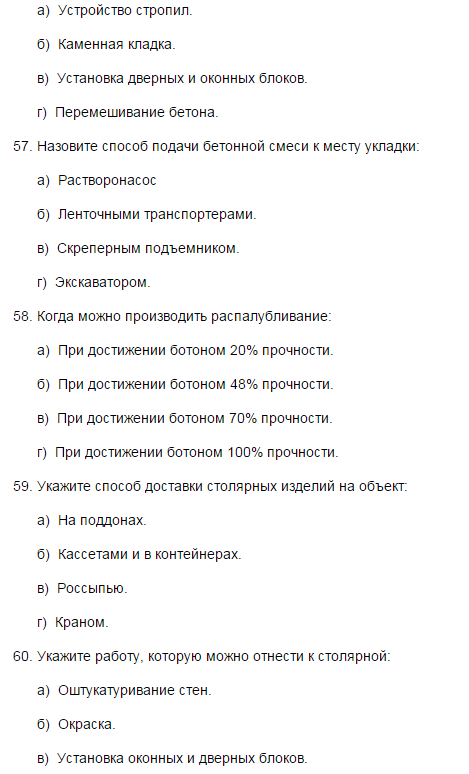 а) Устройство стропил.
б) Каменная кладка.
в) Установка дверных и оконных блоков.
г) Перемешивание бетона.
57. Назовите способ подачи бетонной смеси к месту укладки:
а) Растворонасос
б) Ленточными транспортерами.
в) Скреперным подъемником.
г) Экскаватором.
58. Когда можно производить распалубливание:
а) При достижении ботоном 20% прочности.
б) При достижении ботоном 48% прочности.
в) При достижении ботоном 70% прочности.
г) При достижении ботоном 100% прочности.
59. Укажите способ доставки столярных изделий на объект:
а) На поддонах.
б) Кассетами и в контейнерах.
в) Россыпью.
г) Краном.
60. Укажите работу, которую можно отнести к столярной:
а) Оштукатуривание стен.
б) Окраска.
в) Установка оконных и дверных блоков.